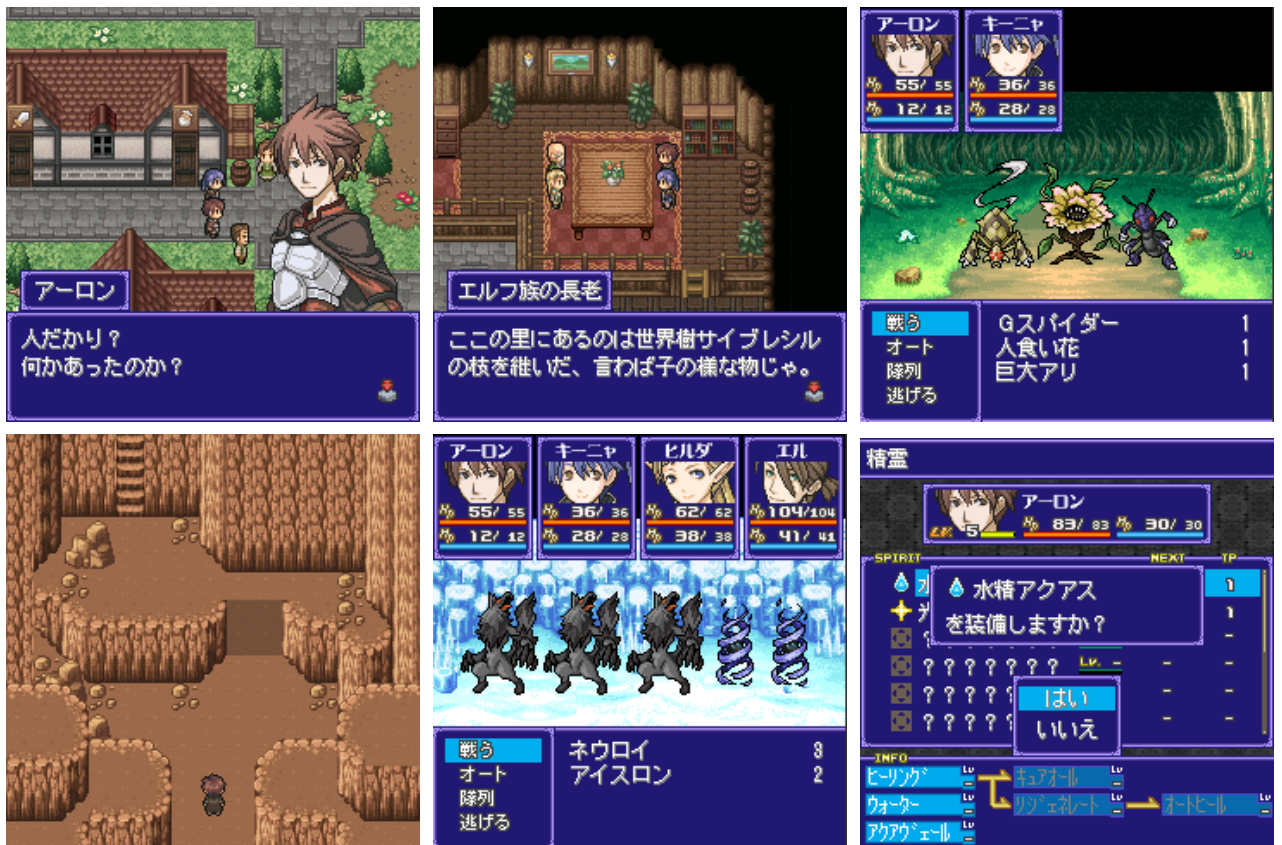 アーロン
人だかり？
何かあったのか？
エルフ族の長老
ここの里にあるのは世界樹サイブレシル
の枝を継いだ、言わば子の様な物じゃ。
アーロン
キーニャ
55/ 55
36/ 36
12/ 12
28/ 28
戦う
オート
隊列
逃げる
Gスパイダー 1
人食い花 1
巨大アリ 1
アーロン
キーニャ
ヒルダ
エル
55/ 55
36/ 36
62/ 62
104/104
12/ 12
28/ 28
38/ 38
41/ 41
戦う
オート
隊列
逃げる
ネウロイ 3
アイスロン 2
精霊
アーロン
LV. 5
83/ 83
30/ 30
SPIRIT NEXT TP
水精アクアス
を装備しますか？
1
1
-
？？？？？？？ Lv. - - -
？？？？？ - -
？？？？？ - -
はい
いいえ
INFO
ヒーリング Lv -
キュアオール Lv -
ウォーター Lv -
リジェネレート Lv -
オートヒール Lv -
アクアヴェール Lv -